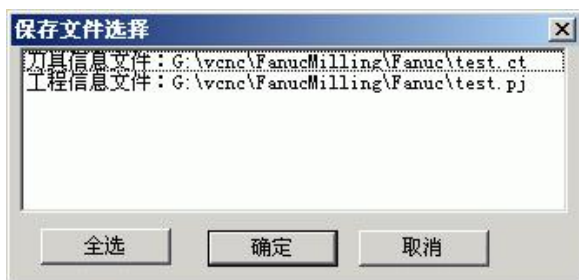 保存文件选择
刀具信息文件：G:\vcnc\FanucMilling\Fanuc\test.ct
工程信息文件：G:\vcnc\FanucMilling\Fanuc\test.pj
全选
确定
取消